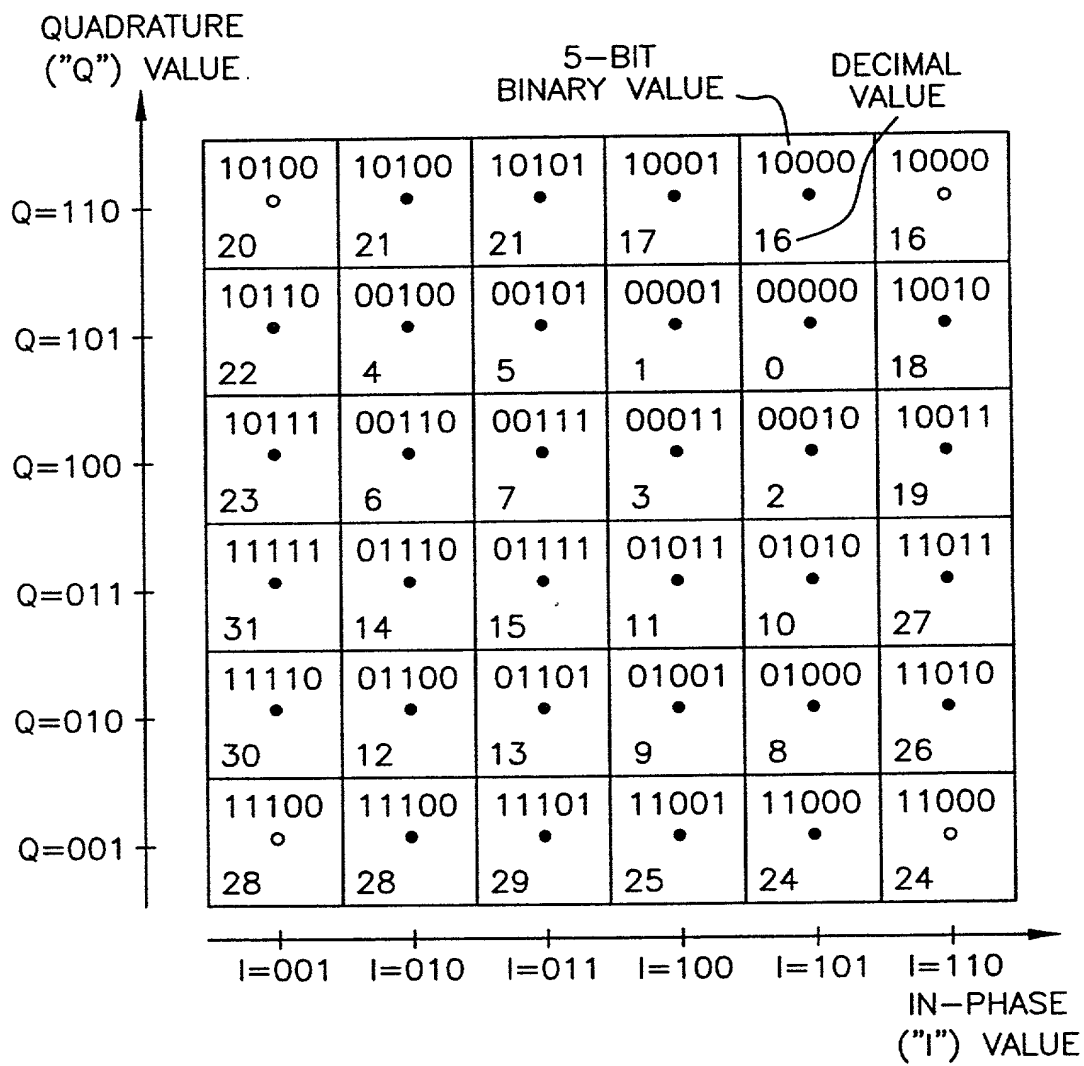 QUADRATURE
("Q") VALUE.
5-BIT
BINARY VALUE
DECIMAL
VALUE
Q=110
10100 10100 10101 10001 10000 10000
20 21 21 17 16 16
Q=101
10110 00100 00101 00001 00000 10010
22 4 5 1 0 18
Q=100
10111 00110 00111 00011 00010 10011
23 6 7 3 2 19
Q=011
11111 01110 01111 01011 01010 11011
31 14 15 11 10 27
Q=010
11110 01100 01101 01001 01000 11010
30 12 13 9 8 26
Q=001
11100 11100 11101 11001 11000 11000
28 28 29 25 24 24
I=001 I=010 I=011 I=100 I=101 I=110
IN-PHASE
("I") VALUE